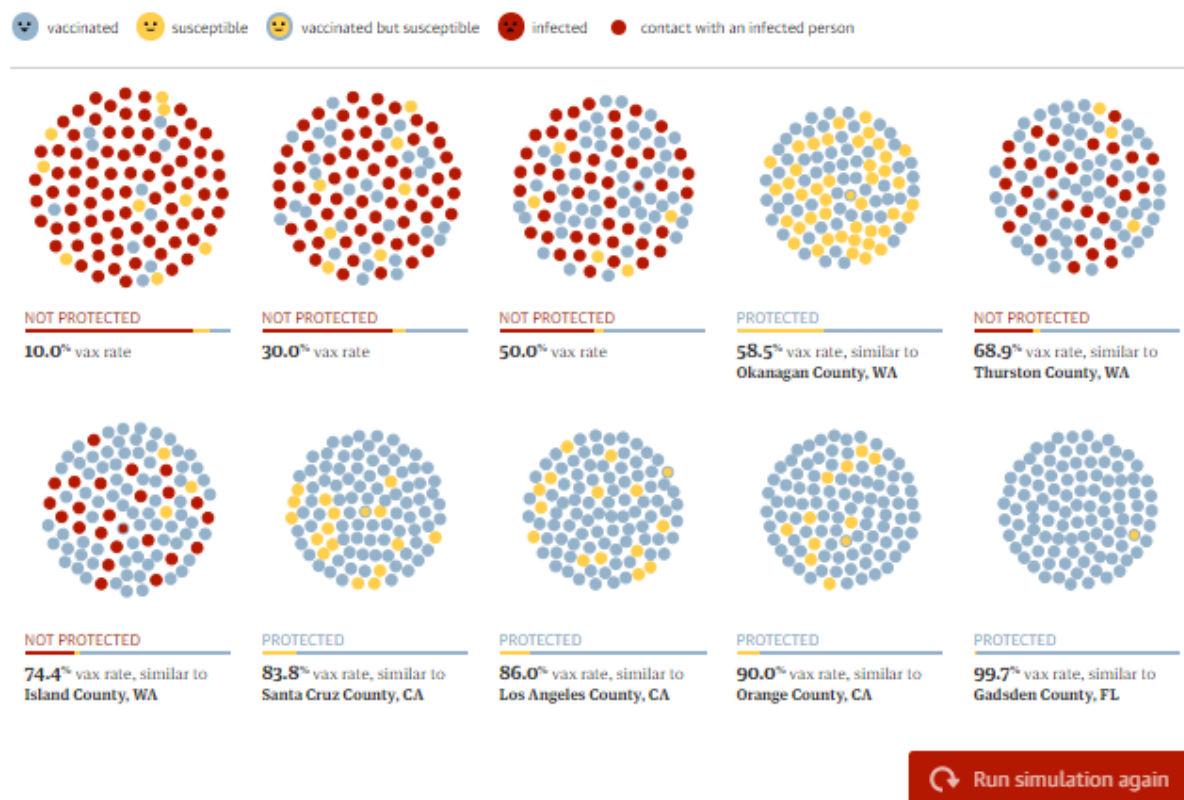 vaccinated susceptible vaccinated but susceptible infected contact with an infected person
NOT PROTECTED
10.0% vax rate
NOT PROTECTED
30.0% vax rate
NOT PROTECTED
50.0% vax rate
PROTECTED
58.5% vax rate, similar to
Okanagan County, WA
NOT PROTECTED
68.9% vax rate, similar to
Thurston County, WA
NOT PROTECTED
74.4% vax rate, similar to
Island County, WA
PROTECTED
83.8% vax rate, similar to
Santa Cruz County, CA
PROTECTED
86.0% vax rate, similar to
Los Angeles County, CA
PROTECTED
90.0% vax rate, similar to
Orange County, CA
PROTECTED
99.7% vax rate, similar to
Gadsden County, FL
Run simulation again